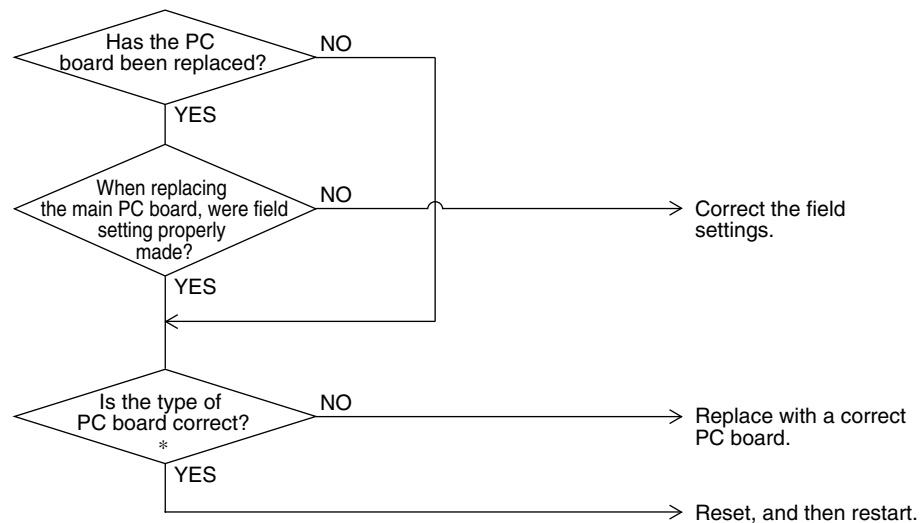 Has the PC
board been replaced?
NO
YES
When replacing
the main PC board, were field
setting properly
made?
NO
Correct the field
settings.
YES
Is the type of
PC board correct?
*
NO
Replace with a correct
PC board.
YES
Reset, and then restart.